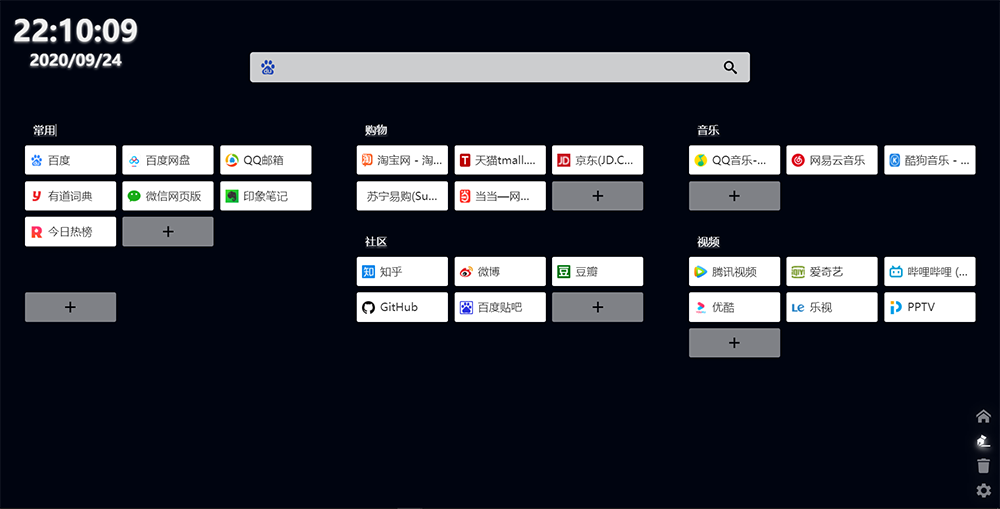 22:10:09
2020/09/24
常用
百度
百度网盘
QQ邮箱
有道词典
微信网页版
印象笔记
今日热榜
购物
淘宝网 - 淘...
天猫tmall....
京东(JD.C...
苏宁易购(Su...
当当—网...
社区
知乎
微博
豆瓣
GitHub
百度贴吧
音乐
QQ音乐-...
网易云音乐
酷狗音乐 - ...
视频
腾讯视频
爱奇艺
哔哩哔哩 (...
优酷
乐视
PPTV